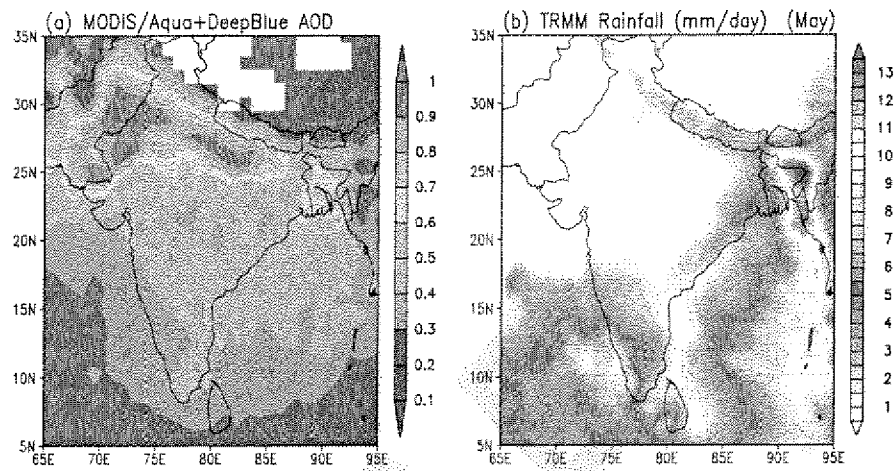 (a) MODIS/Aqua+DeepBlue AOD
35N
30N
25N
20N
15N
10N
5N
65E 70E 75E 80E 85E 90E 95E
1
0.9
0.8
0.7
0.6
0.5
0.4
0.3
0.2
0.1
(b) TRMM Rainfall (mm/day) (May)
35N
30N
25N
20N
15N
10N
5N
65E 70E 75E 80E 85E 90E 95E
13
12
11
10
9
8
7
6
5
4
3
2
1